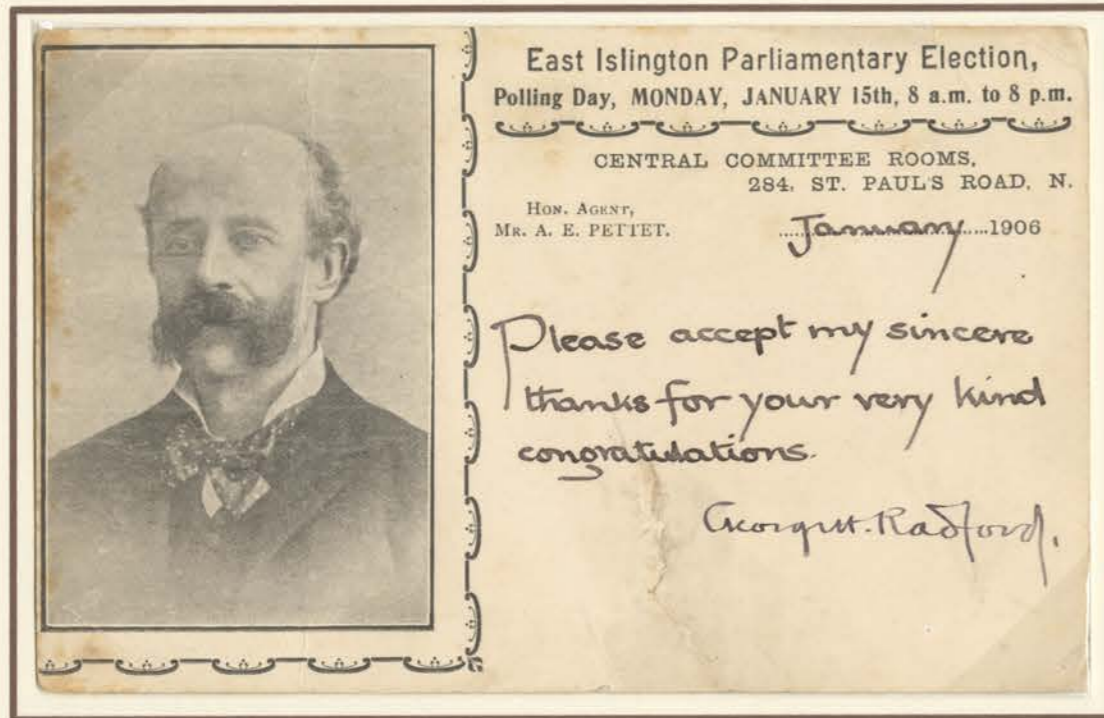 East Islington Parliamentary Election,
Polling Day, MONDAY, JANUARY 15th, 8 a.m. to 8 p.m.
CENTRAL COMMITTEE ROOMS,
284, ST. PAUL'S ROAD, N.
HON. AGENT,
MR. A. E. PETTET.
January 1906
Please accept my sincere
thanks for your very kind
congratulations.
George H. Radford.